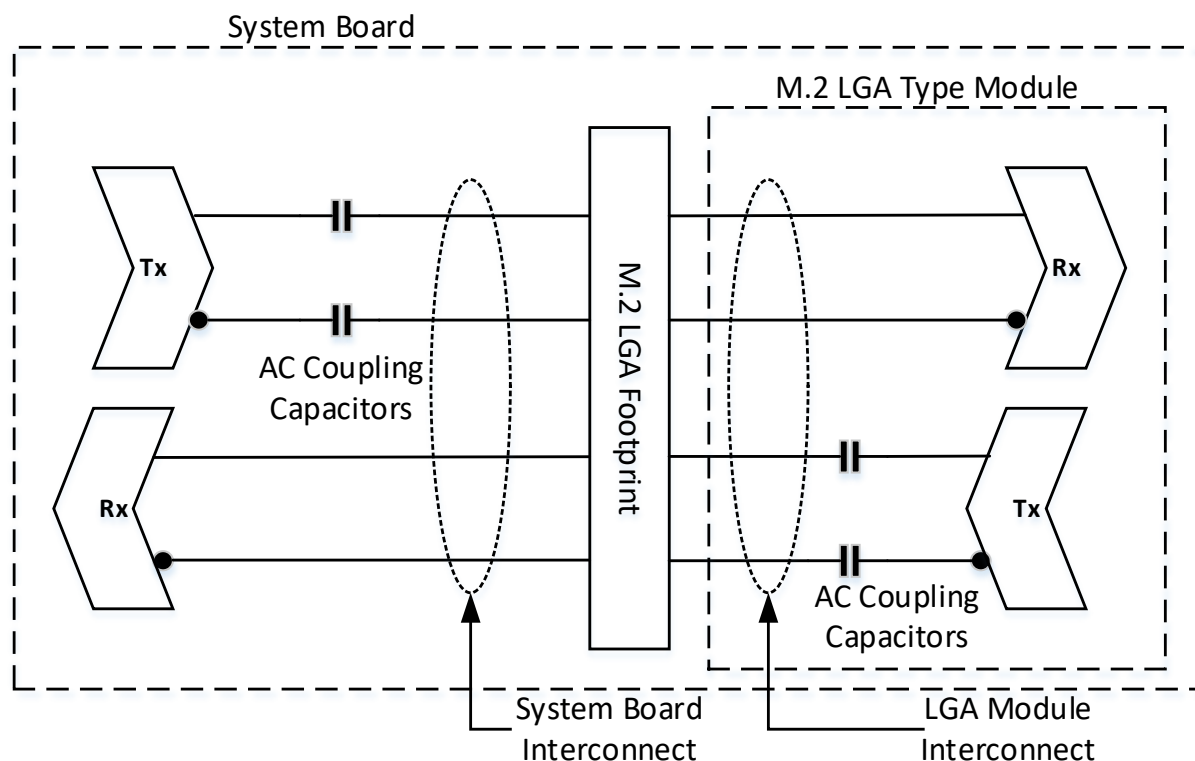 System Board
M.2 LGA Type Module
Tx
Rx
M.2 LGA Footprint
AC Coupling
Capacitors
Rx
Tx
AC Coupling
Capacitors
System Board
Interconnect
LGA Module
Interconnect